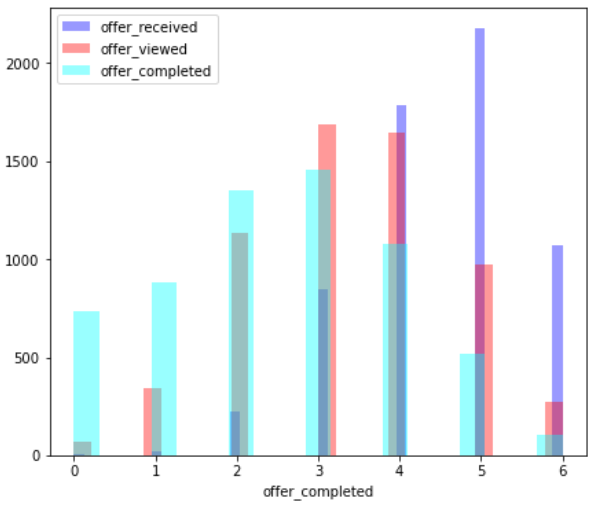 offer_received
offer_viewed
offer_completed
2000
1500
1000
500
0
0 1 2 3 4 5 6
offer_completed